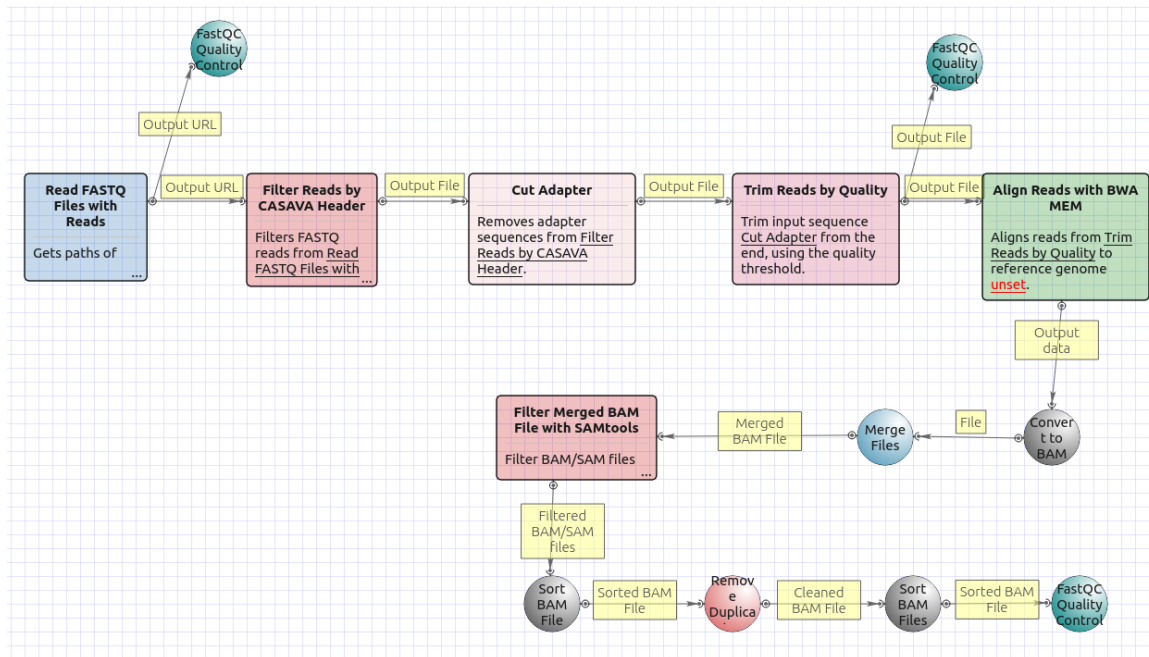 FastQC
Quality
Control
FastQC
Quality
Control
Output URL
Output File
Read FASTQ
Files with
Reads
Gets paths of
...
Output URL
Filter Reads by
CASAVA Header
Filters FASTQ
reads from Read
FASTQ Files with
...
Output File
Cut Adapter
Removes adapter
sequences from Filter
Reads by CASAVA
Header.
Output File
Trim Reads by Quality
Trim input sequence
Cut Adapter from the
end, using the quality
threshold.
Output File
Align Reads with BWA
MEM
Aligns reads from Trim
Reads by Quality to
reference genome
unset.
Output
data
Conver
t to
BAM
File
Merge
Files
Merged
BAM File
Filter Merged BAM
File with SAMtools
Filter BAM/SAM files
...
Filtered
BAM/SAM
files
Sort
BAM
File
Sorted BAM
File
Remov
e
Duplica
Cleaned
BAM File
Sort
BAM
Files
Sorted BAM
File
FastQC
Quality
Control